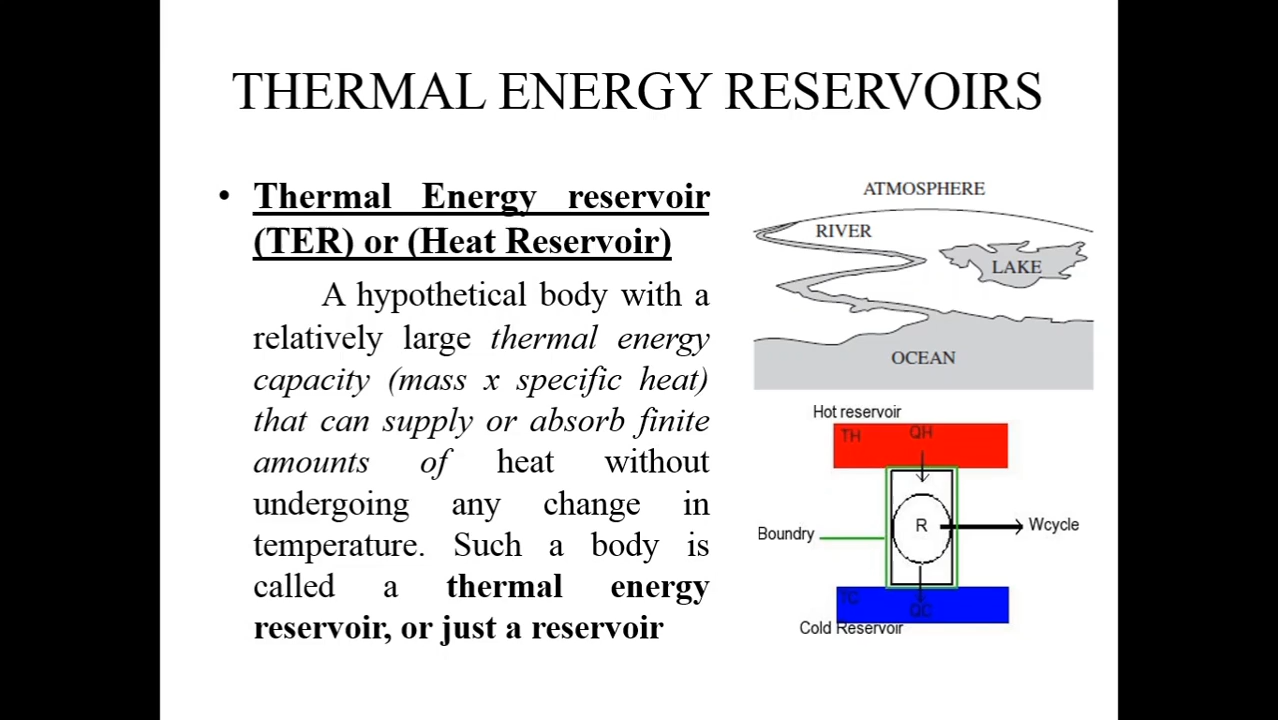 THERMAL ENERGY RESERVOIRS
• Thermal Energy reservoir
(TER) or (Heat Reservoir)
A hypothetical body with a
relatively large thermal energy
capacity (mass x specific heat)
that can supply or absorb finite
amounts of heat without
undergoing any change in
temperature. Such a body is
called a thermal energy
reservoir, or just a reservoir
ATMOSPHERE
RIVER
LAKE
OCEAN
Hot reservoir
TH QH
R
Wcycle
Boundry
TC QC
Cold Reservoir